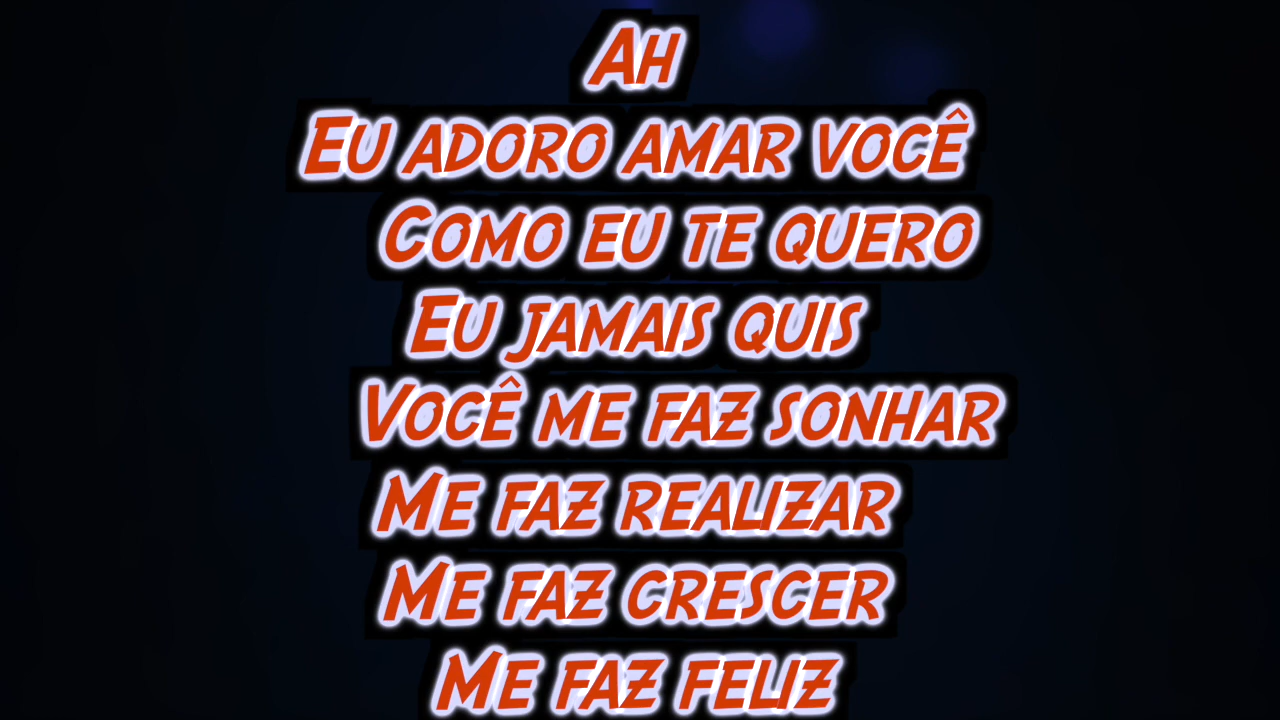 Ah
Eu adoro amar você
Como eu te quero
Eu jamais quis
Você me faz sonhar
Me faz realizar
Me faz crescer
Me faz feliz